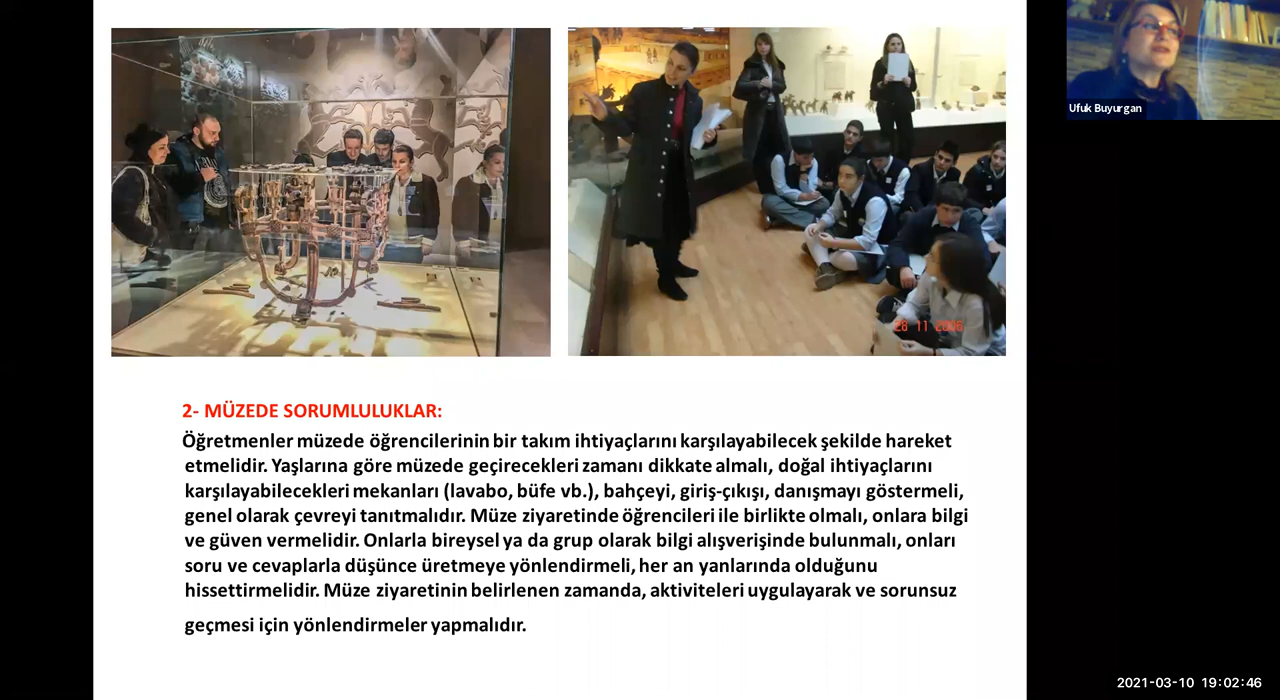 Ufuk Buyurgan
28 11 2006
2- MÜZEDE SORUMLULUKLAR:
Öğretmenler müzede öğrencilerinin bir takım ihtiyaçlarını karşılayabilecek şekilde hareket
etmelidir. Yaşlarına göre müzede geçirecekleri zamanı dikkate almalı, doğal ihtiyaçlarını
karşılayabilecekleri mekanları (lavabo, büfe vb.), bahçeyi, giriş-çıkışı, danışmayı göstermeli,
genel olarak çevreyi tanıtmalıdır. Müze ziyaretinde öğrencileri ile birlikte olmalı, onlara bilgi
ve güven vermelidir. Onlarla bireysel ya da grup olarak bilgi alışverişinde bulunmalı, onları
soru ve cevaplarla düşünce üretmeye yönlendirmeli, her an yanlarında olduğunu
hissettirmelidir. Müze ziyaretinin belirlenen zamanda, aktiviteleri uygulayarak ve sorunsuz
geçmesi için yönlendirmeler yapmalıdır.
2021-03-10 19:02:46